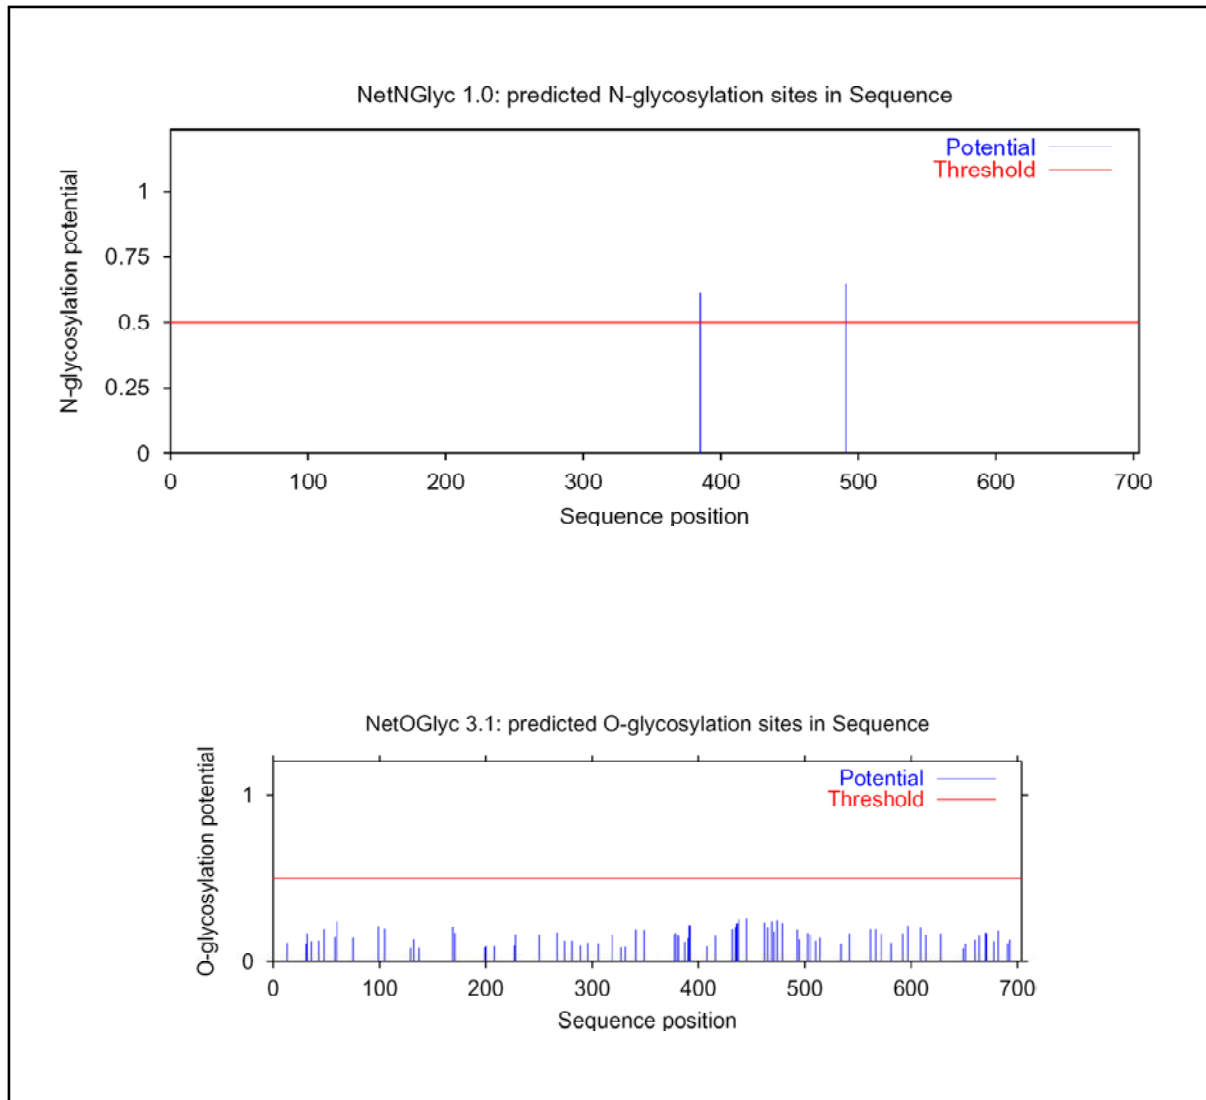 NetNGlyc 1.0: predicted N-glycosylation sites in Sequence
Potential
Threshold
N-glycosylation potential
1
0.75
0.5
0.25
0
0 100 200 300 400 500 600 700
Sequence position
NetOGlyc 3.1: predicted O-glycosylation sites in Sequence
Potential
Threshold
O-glycosylation potential
1
0
0 100 200 300 400 500 600 700
Sequence position